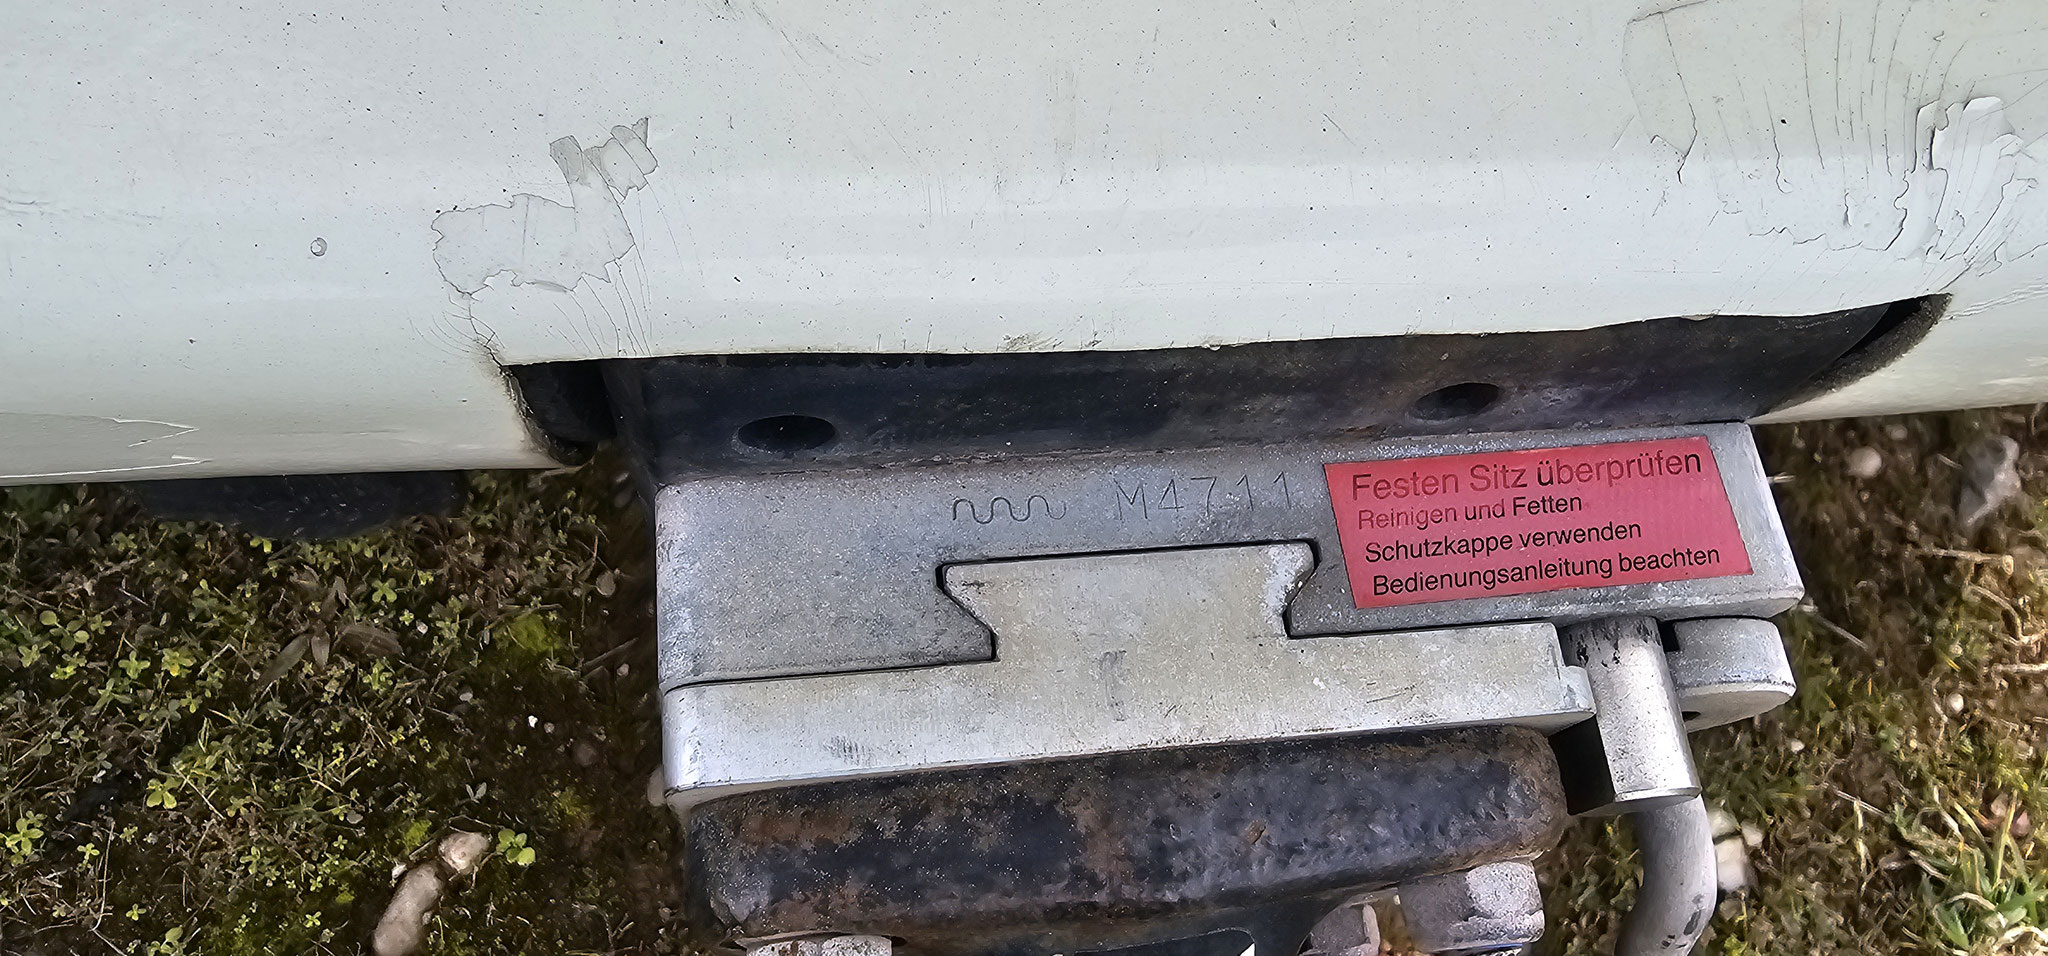 M4711
Festen Sitz überprüfen
Reinigen und Fetten
Schutzkappe verwenden
Bedienungsanleitung beachten